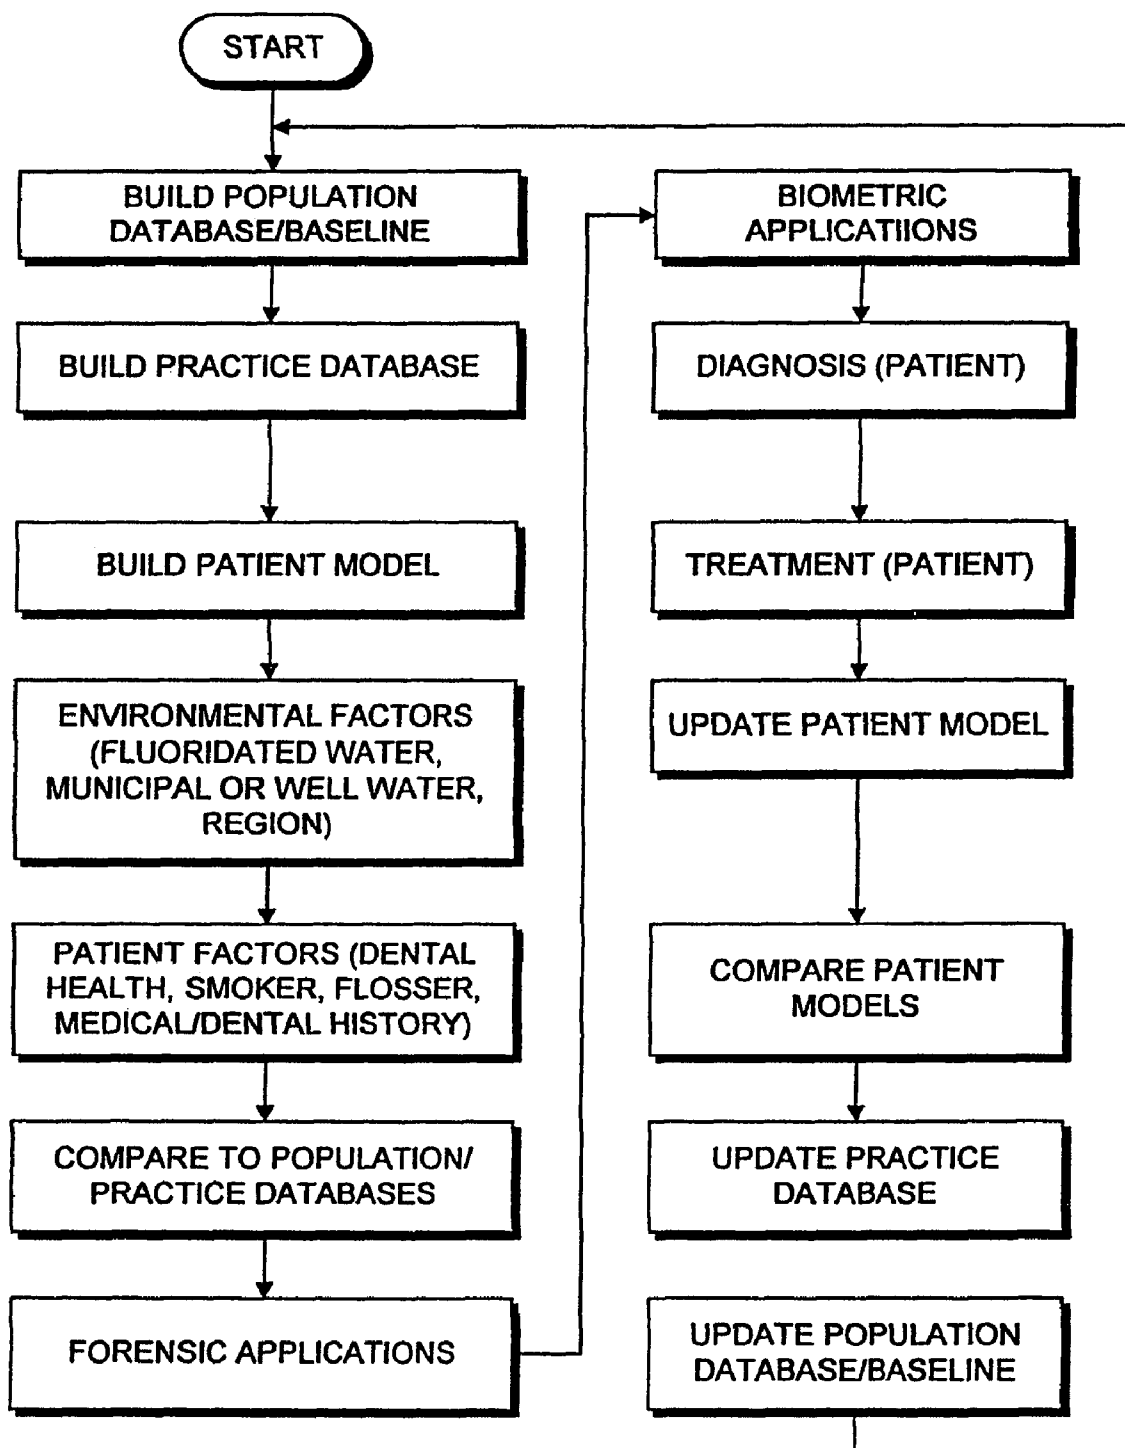 START
BUILD POPULATION
DATABASE/BASELINE
BUILD PRACTICE DATABASE
BUILD PATIENT MODEL
ENVIRONMENTAL FACTORS
(FLUORIDATED WATER,
MUNICIPAL OR WELL WATER,
REGION)
PATIENT FACTORS (DENTAL
HEALTH, SMOKER, FLOSSER,
MEDICAL/DENTAL HISTORY)
COMPARE TO POPULATION/
PRACTICE DATABASES
FORENSIC APPLICATIONS
BIOMETRIC
APPLICATIIONS
DIAGNOSIS (PATIENT)
TREATMENT (PATIENT)
UPDATE PATIENT MODEL
COMPARE PATIENT
MODELS
UPDATE PRACTICE
DATABASE
UPDATE POPULATION
DATABASE/BASELINE